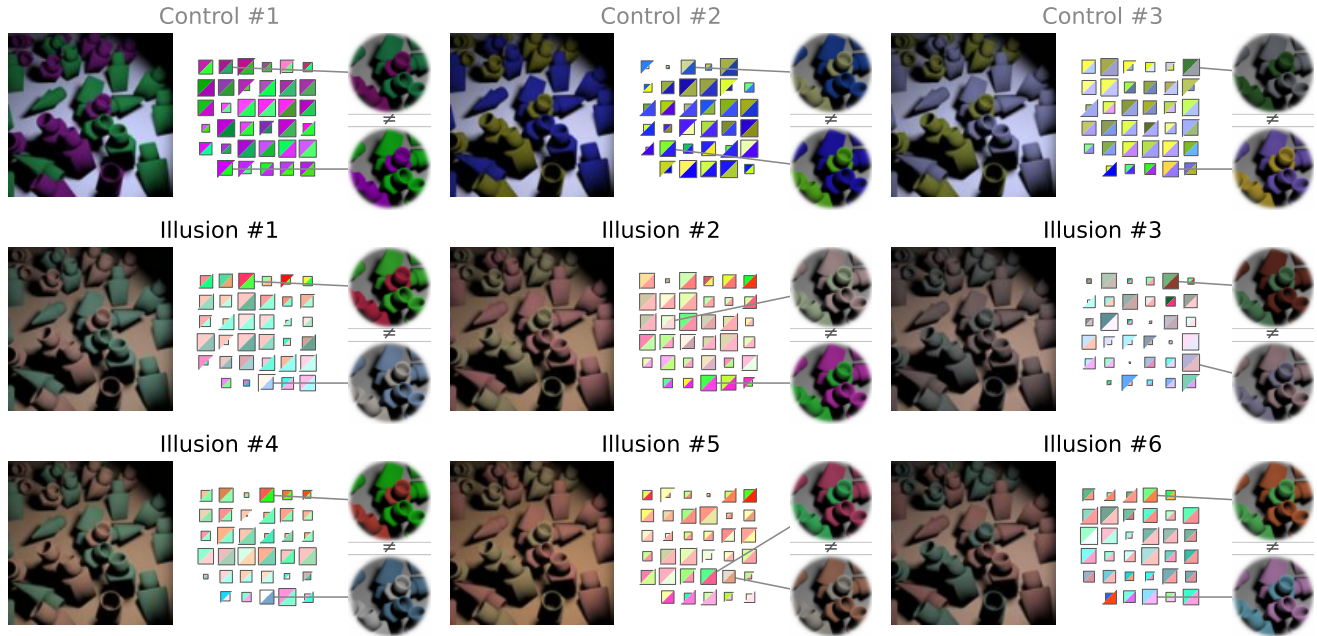 Control #1
Control #2
Control #3
≠
≠
≠
Illusion #1
Illusion #2
Illusion #3
≠
≠
≠
Illusion #4
Illusion #5
Illusion #6
≠
≠
≠